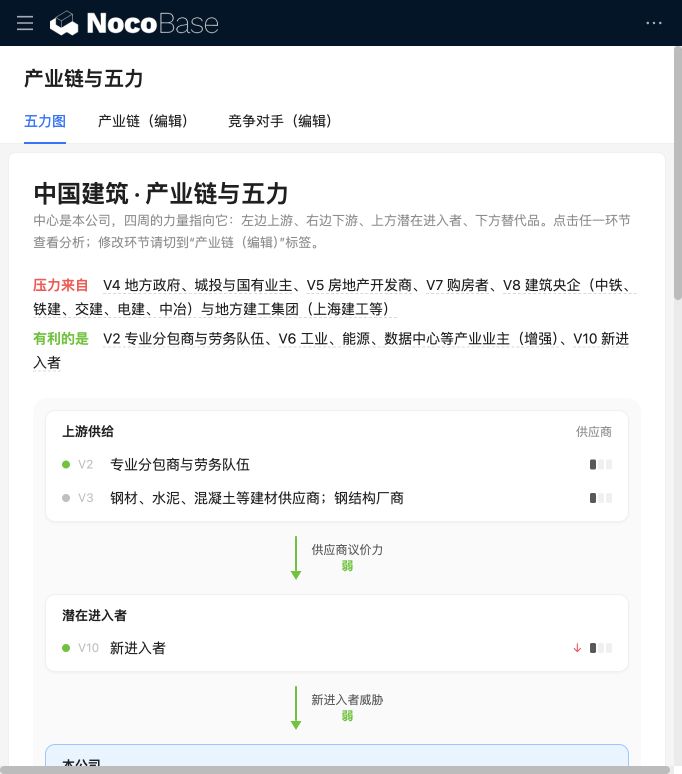 NocoBase
产业链与五力
五力图 产业链（编辑） 竞争对手（编辑）
中国建筑 · 产业链与五力
中心是本公司，四周的力量指向它：左边上游、右边下游、上方潜在进入者、下方替代品。点击任一环节
查看分析；修改环节请切到“产业链（编辑）”标签。
压力来自 V4 地方政府、城投与国有业主、V5 房地产开发商、V7 购房者、V8 建筑央企（中铁、
铁建、交建、电建、中冶）与地方建工集团（上海建工等）
有利的是 V2 专业分包商与劳务队伍、V6 工业、能源、数据中心等产业业主（增强）、V10 新进
入者
上游供给 供应商
V2 专业分包商与劳务队伍
V3 钢材、水泥、混凝土等建材供应商；钢结构厂商
供应商议价力
弱
潜在进入者
V10 新进入者
新进入者威胁
弱
本公司